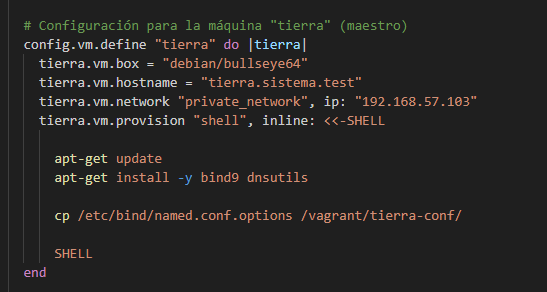 # Configuración para la máquina "tierra" (maestro)
config.vm.define "tierra" do |tierra|
tierra.vm.box = "debian/bullseye64"
tierra.vm.hostname = "tierra.sistema.test"
tierra.vm.network "private_network", ip: "192.168.57.103"
tierra.vm.provision "shell", inline: <<-SHELL
apt-get update
apt-get install -y bind9 dnsutils
cp /etc/bind/named.conf.options /vagrant/tierra-conf/
SHELL
end